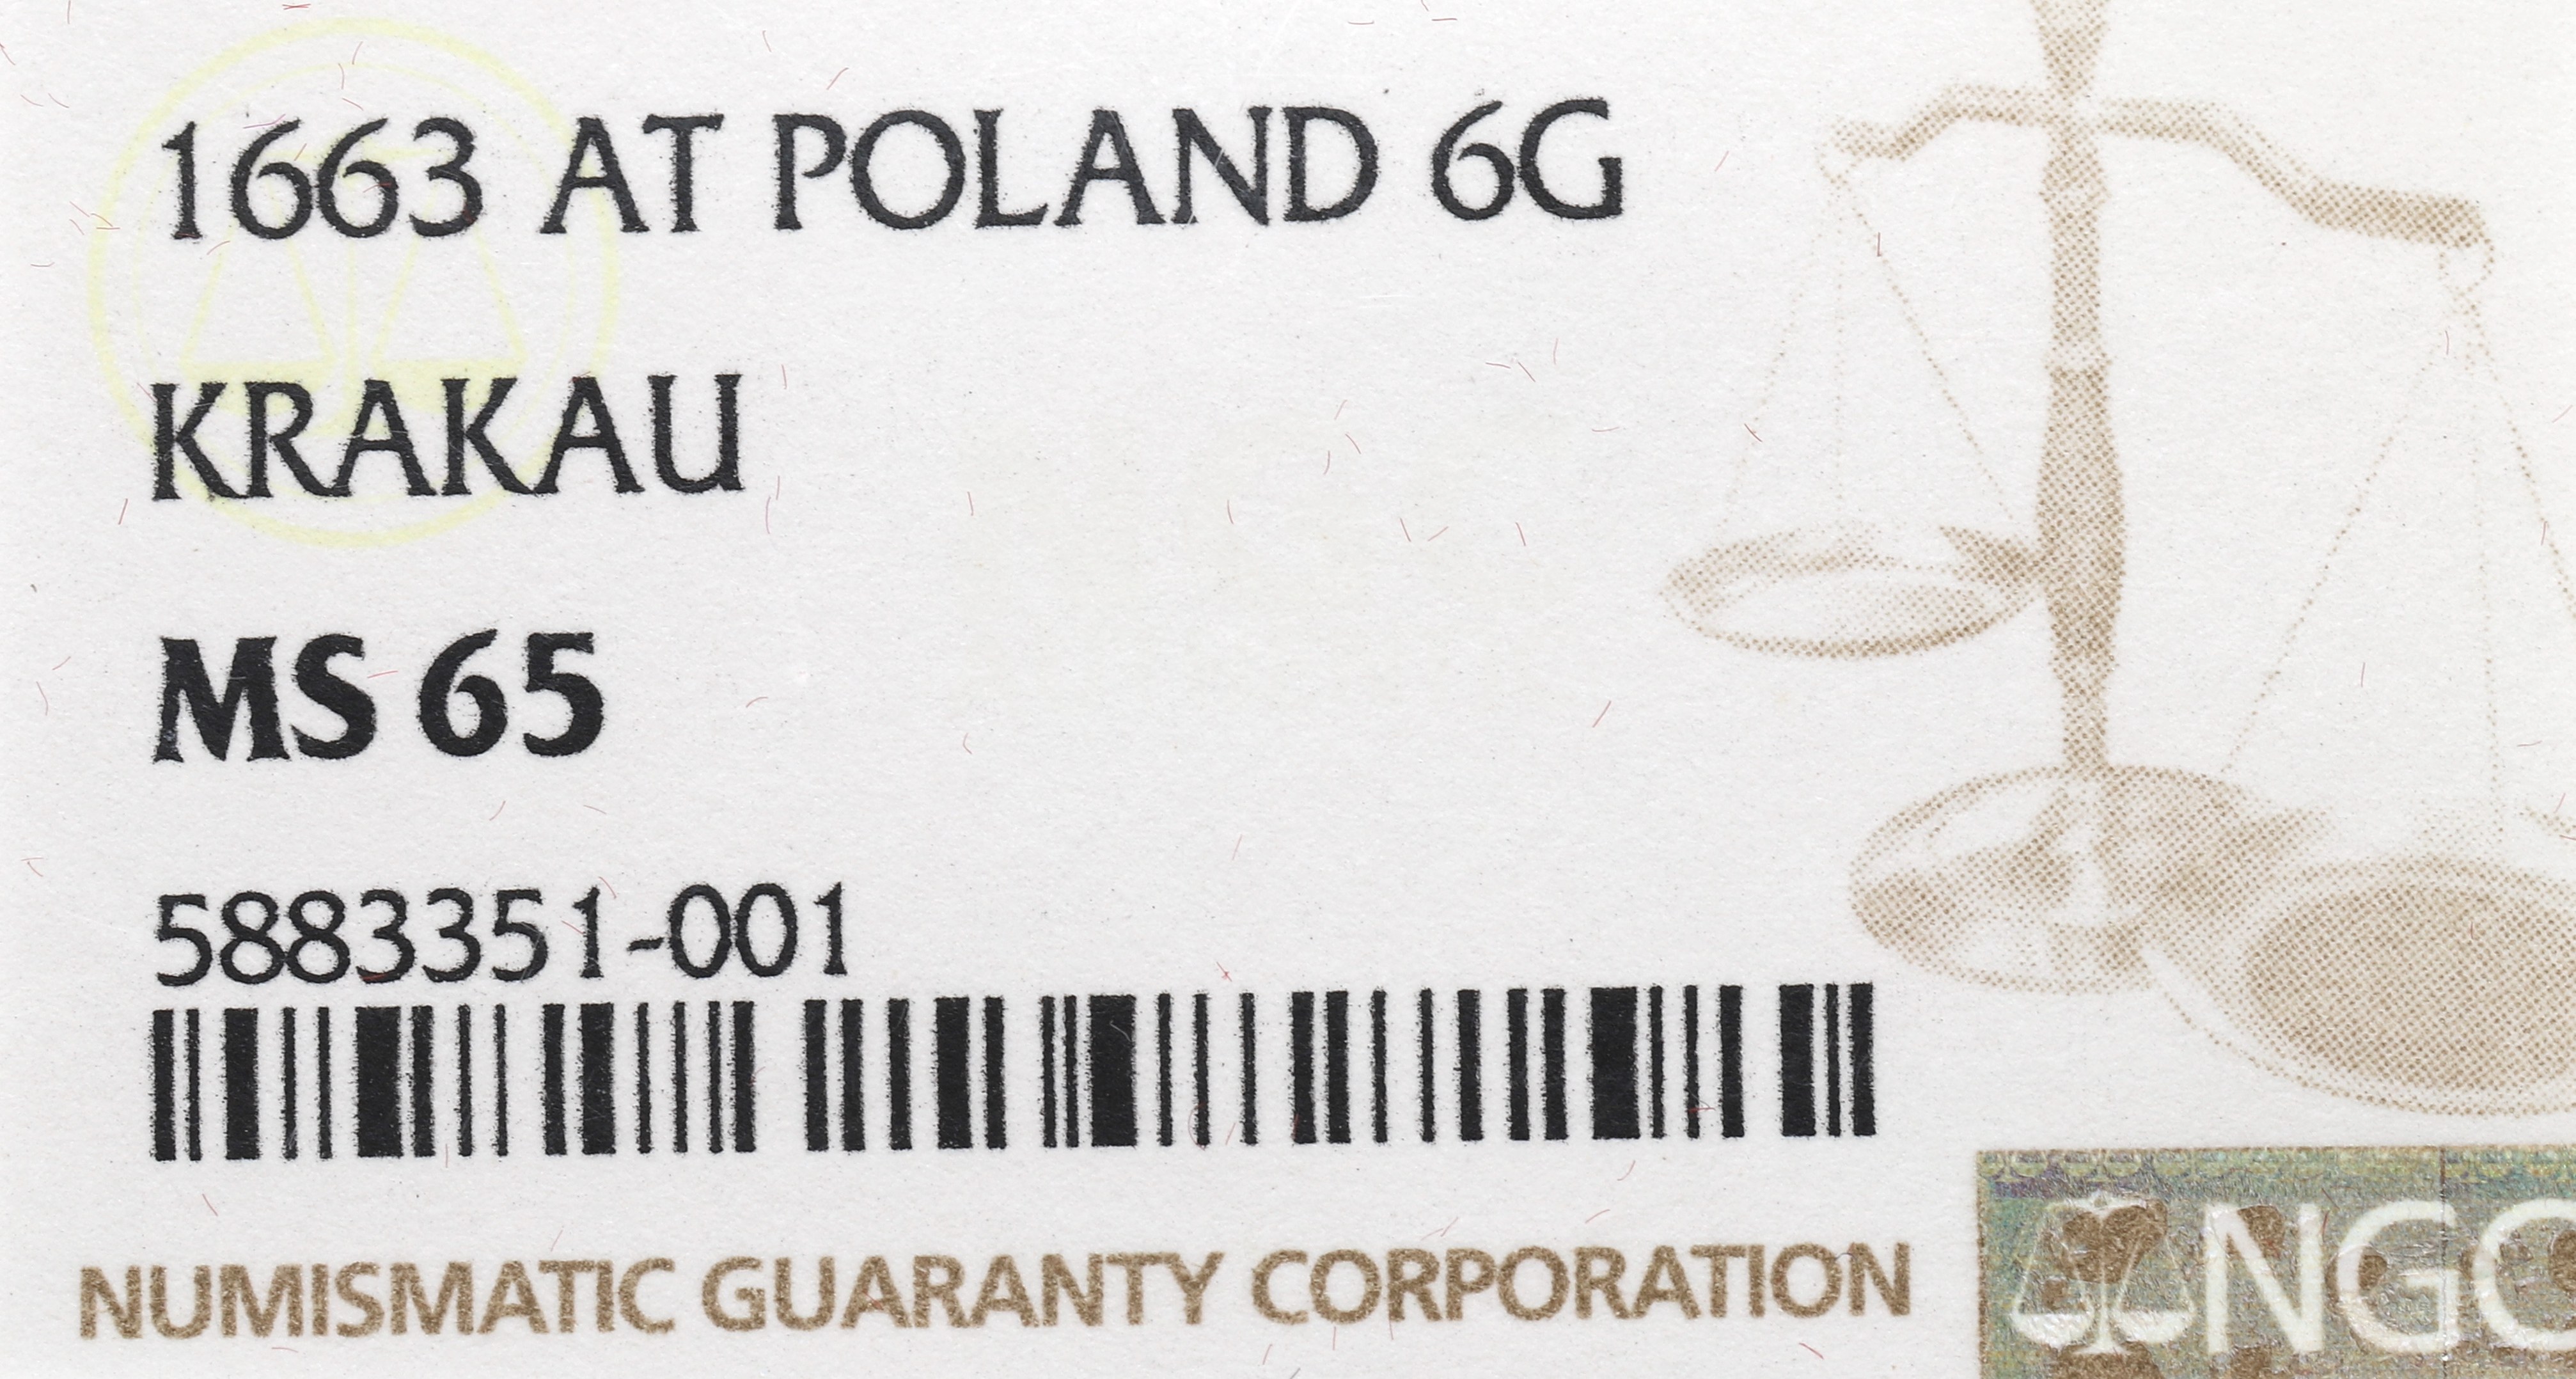 1663 AT POLAND 6G
KRAKAU
MS 65
5883351-001
NUMISMATIC GUARANTY CORPORATION
NGC